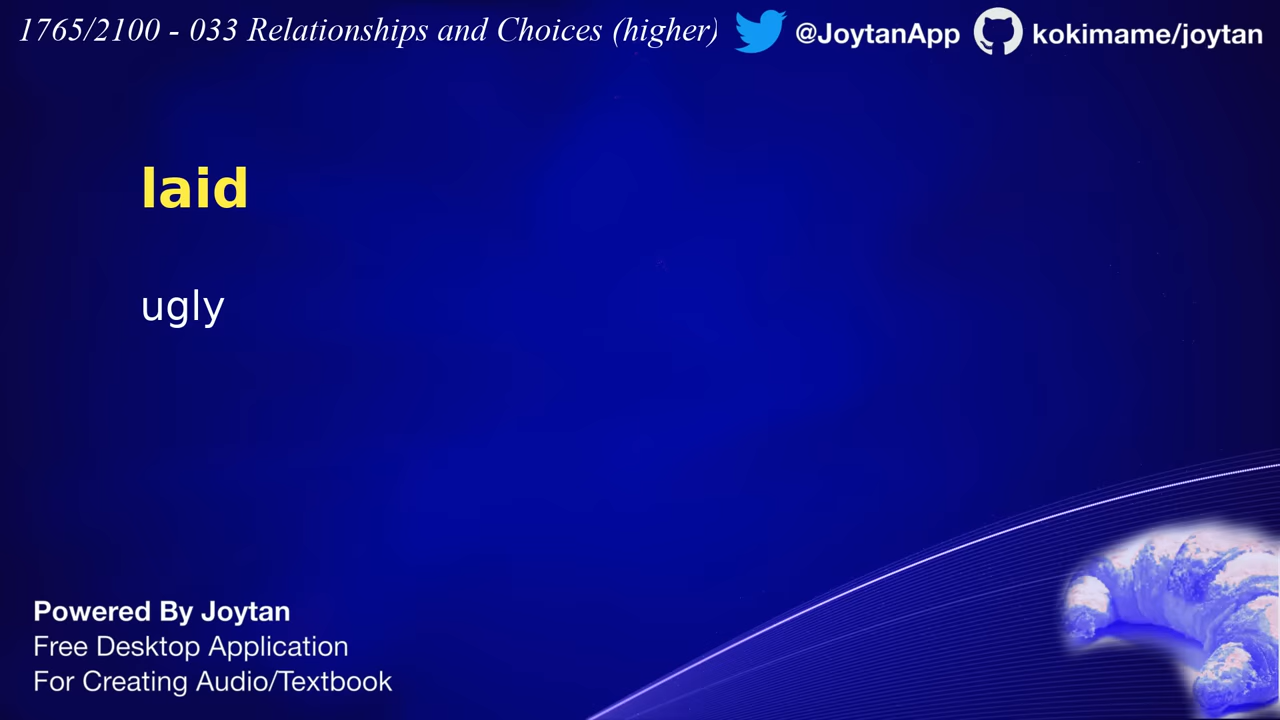 1765/2100 - 033 Relationships and Choices (higher) @JoytanApp kokimame/joytan
laid
ugly
Powered By Joytan
Free Desktop Application
For Creating Audio/Textbook